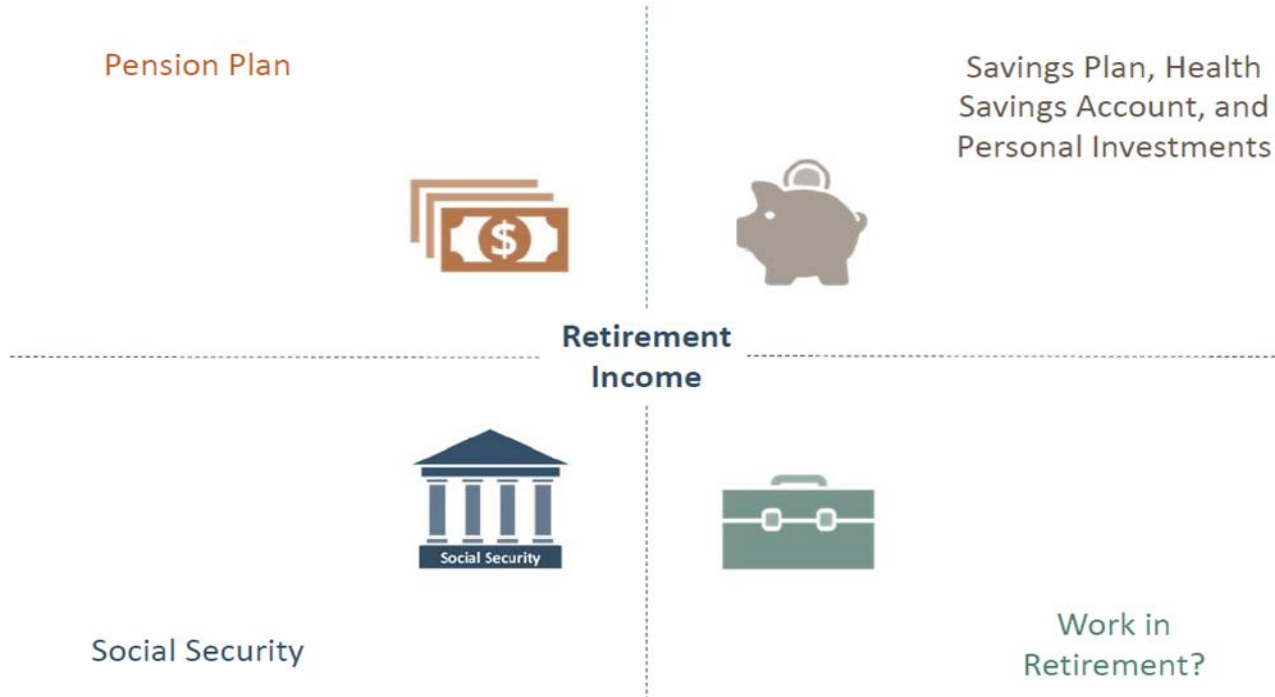 Pension Plan
Savings Plan, Health
Savings Account, and
Personal Investments
$
Retirement
Income
Social Security
Social Security
Work in
Retirement?